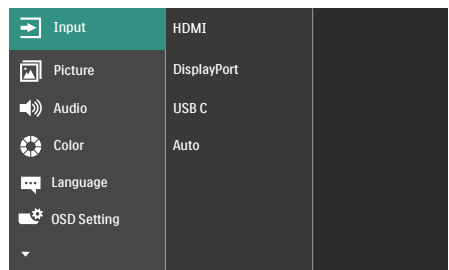 Input
HDMI
Picture
DisplayPort
Audio
USB C
Color
Auto
Language
OSD Setting